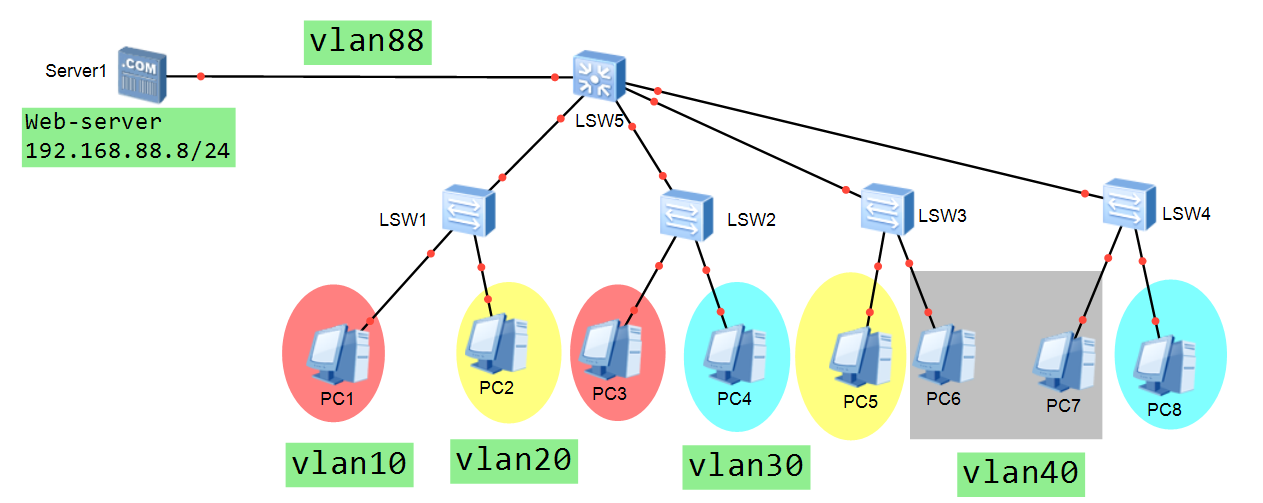 vlan88
Server1
.COM
Web-server
192.168.88.8/24
LSW5
LSW1
LSW2
LSW3
LSW4
PC1
PC2
PC3
PC4
PC5
PC6
PC7
PC8
vlan10
vlan20
vlan30
vlan40